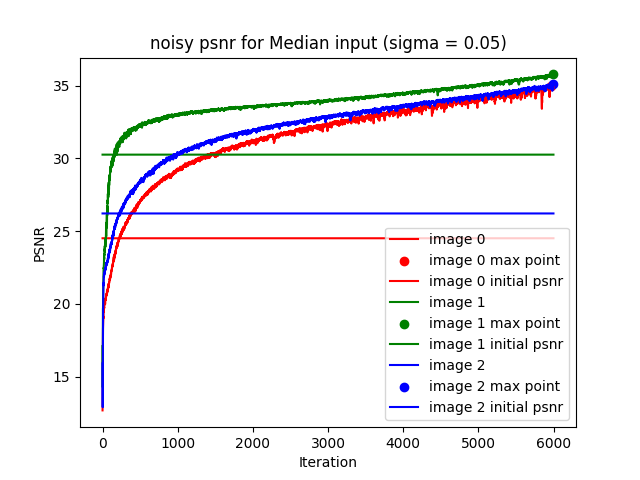 noisy psnr for Median input (sigma = 0.05)
35
30
25
20
15
PSNR
image 0
image 0 max point
image 0 initial psnr
image 1
image 1 max point
image 1 initial psnr
image 2
image 2 max point
image 2 initial psnr
0 1000 2000 3000 4000 5000 6000
Iteration